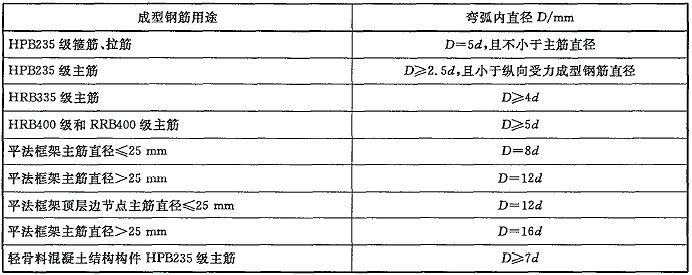 成型钢筋用途 弯弧内直径 D/mm
HPB235 级箍筋、拉筋 D=5d,且不小于主筋直径
HPB235 级主筋 D≥2.5d,且小于纵向受力成型钢筋直径
HRB335 级主筋 D≥4d
HRB400 级和 RRB400 级主筋 D≥5d
平法框架主筋直径≤25 mm D=8d
平法框架主筋直径>25 mm D=12d
平法框架顶层边节点主筋直径≤25 mm D=12d
平法框架主筋直径>25 mm D=16d
轻骨料混凝土结构构件 HPB235 级主筋 D≥7d